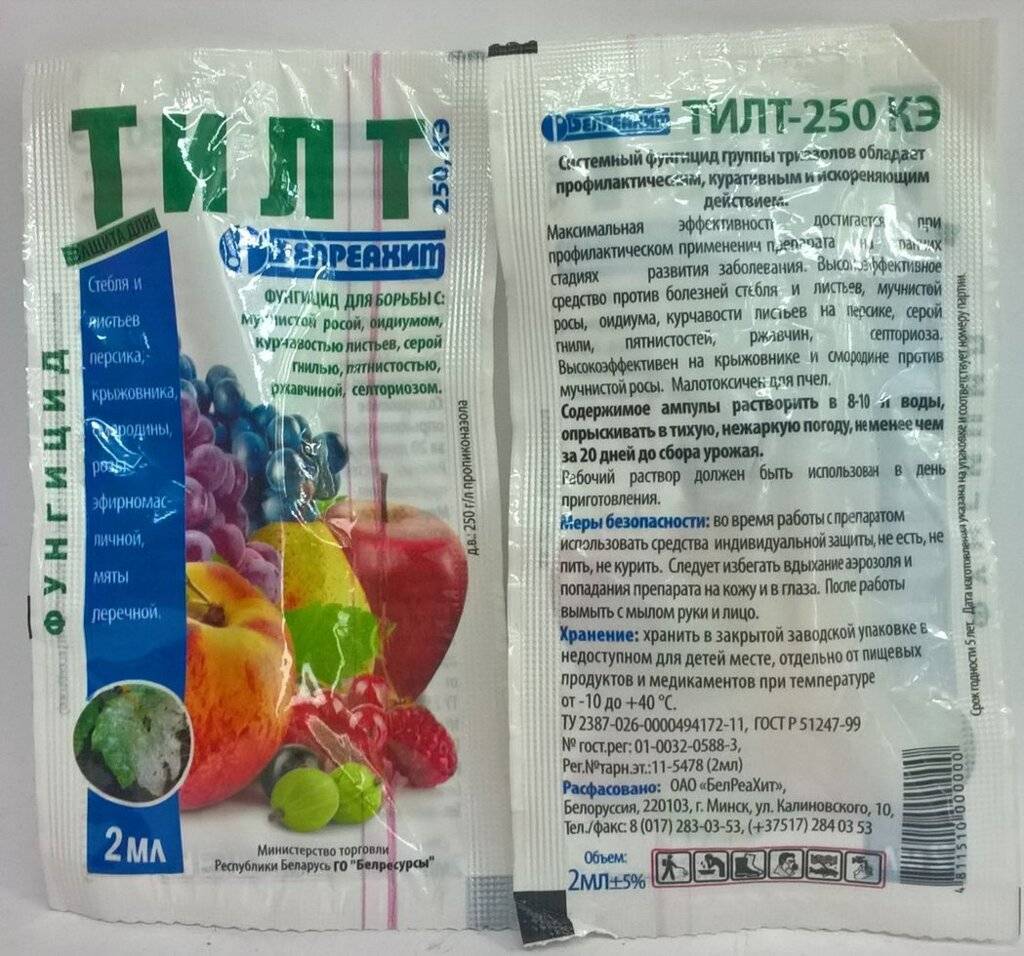 ТИЛТ
250, КЭ
ЗАЩИТА ДЛЯ:
БЕЛРЕАХИТ
ФУНГИЦИД ДЛЯ БОРЬБЫ С:
мучнистой росой, оидиумом,
курчавостью листьев, серой
гнилью, пятнистостью,
ржавчиной, селториозом.
Стебля и
листьев
персика,-
крыжовника,
смородины,
розы
эфирномас-
личной,
мяты
леречной.
ФУНГИЦИД
д.в.: 250 г/л пропиконазола
2мл
Министерство торговли
Республики Беларусь ГО "Белресурсы"
БЕЛРЕАХИТ ТИЛТ-250 КЭ
Системный фунгицид группы триазолов обладает
профилактическим, куративным и искореняющим
действием.
Максимальная эффективность достигается при
профилактическом применении препарата на ранних
стадиях развития заболевания. Высокоэффективное
средство против болезней стебля и листьев, мучнистой
росы, оидиума, курчавости листьев на персике, серой
гнили, пятнистостей, ржавчин, септориоза.
Высокоэффективен на крыжовнике и смородине против
мучнистой росы. Малотоксичен для пчел.
Содержимое ампулы растворить в 8-10 л воды,
опрыскивать в тихую, нежаркую погоду, не менее чем
за 20 дней до сбора урожая.
Рабочий раствор должен быть использован в день
приготовления.
Меры безопасности: во время работы с препаратом
использовать средства индивидуальной защиты, не есть, не
пить, не курить. Следует избегать вдыхание аэрозоля и
попадания препарата на кожу и в глаза. После работы
вымыть с мылом руки и лицо.
Хранение: хранить в закрытой заводской упаковке в
недоступном для детей месте, отдельно от пищевых
продуктов и медикаментов при температуре
от -10 до +40 °С.
ТУ 2387-026-0000494172-11, ГОСТ Р 51247-99
№ гост.рег: 01-0032-0588-3,
Рег.№тарн.эт.:11-5478 (2мл)
Расфасовано: ОАО «БелРеаХит»,
Белоруссия, 220103, г. Минск, ул. Калиновского, 10,
Тел./факс: 8 (017) 283-03-53, (+37517) 284 03 53
Объем:
2МЛ±5%
4 811510 000000
Срок годности 5 лет. Дата изготовления указана на упаковке и соответствует номеру партии.